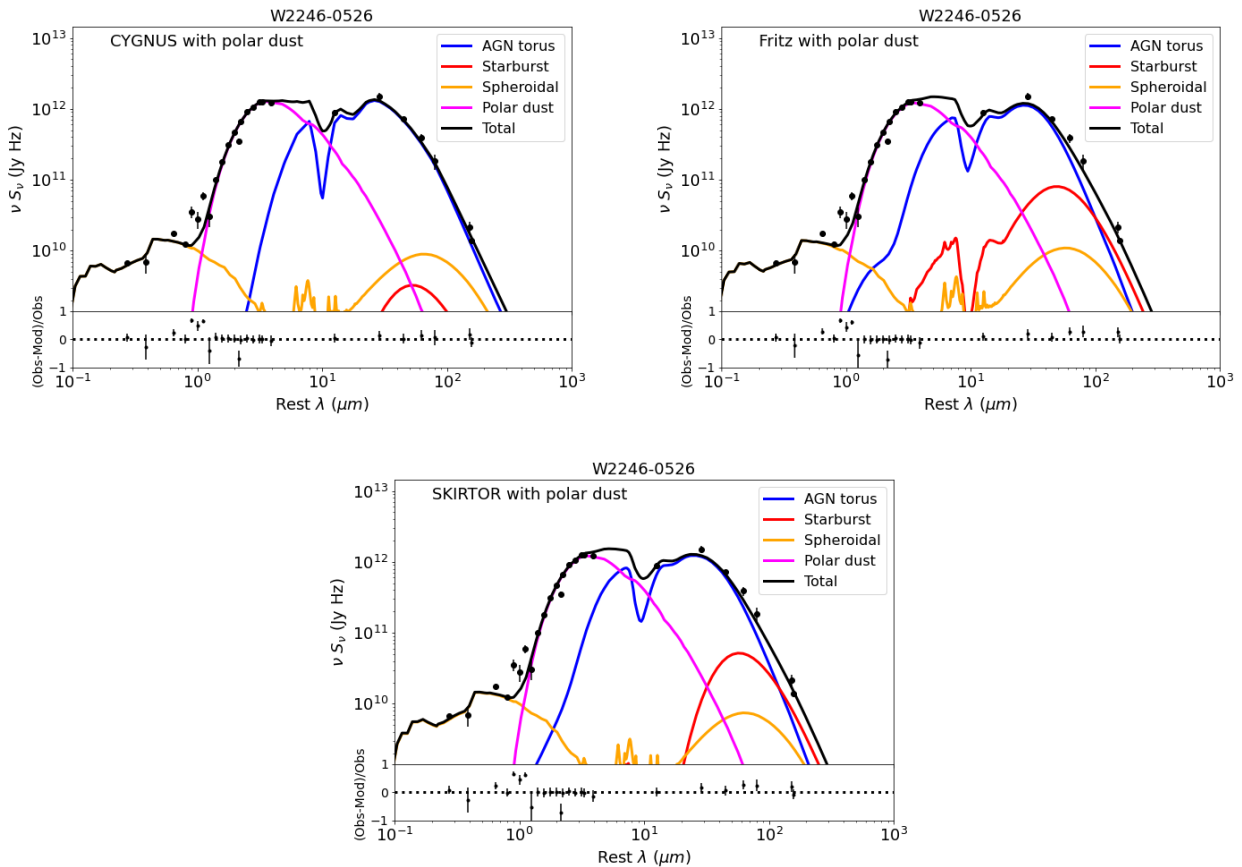 W2246-0526
CYGNUS with polar dust
AGN torus
Starburst
Spheroidal
Polar dust
Total
10^13
10^12
10^11
10^10
ν S_ν (Jy Hz)
1
0
−1
(Obs-Mod)/Obs
10^−1
10^0
10^1
10^2
10^3
Rest λ (μm)
W2246-0526
Fritz with polar dust
AGN torus
Starburst
Spheroidal
Polar dust
Total
10^13
10^12
10^11
10^10
ν S_ν (Jy Hz)
1
0
−1
(Obs-Mod)/Obs
10^−1
10^0
10^1
10^2
10^3
Rest λ (μm)
W2246-0526
SKIRTOR with polar dust
AGN torus
Starburst
Spheroidal
Polar dust
Total
10^13
10^12
10^11
10^10
ν S_ν (Jy Hz)
1
0
−1
(Obs-Mod)/Obs
10^−1
10^0
10^1
10^2
10^3
Rest λ (μm)